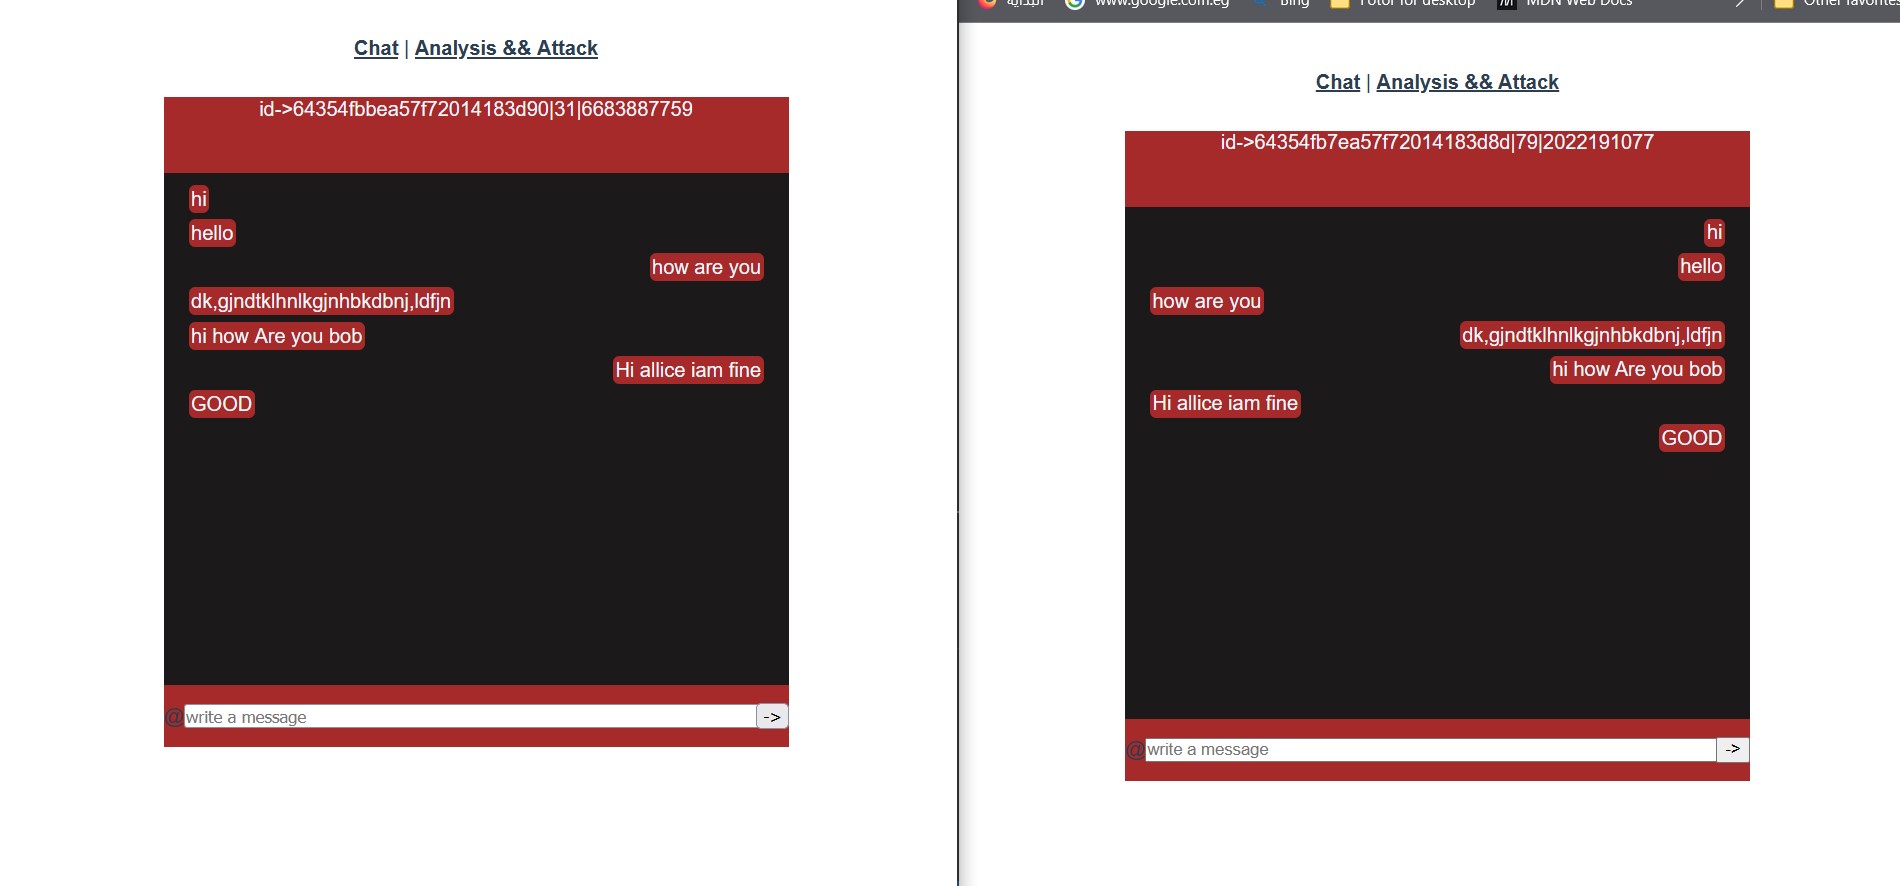 البداية
www.google.com.eg
Bing
Fotor for desktop
MDN Web Docs
Other favorites
Chat | Analysis && Attack
id->64354fbbea57f72014183d90|31|6683887759
hi
hello
how are you
dk,gjndtklhnlkgjnhbkdbnj,ldfjn
hi how Are you bob
Hi allice iam fine
GOOD
@write a message
->
Chat | Analysis && Attack
id->64354fb7ea57f72014183d8d|79|2022191077
hi
hello
how are you
dk,gjndtklhnlkgjnhbkdbnj,ldfjn
hi how Are you bob
Hi allice iam fine
GOOD
@write a message
->